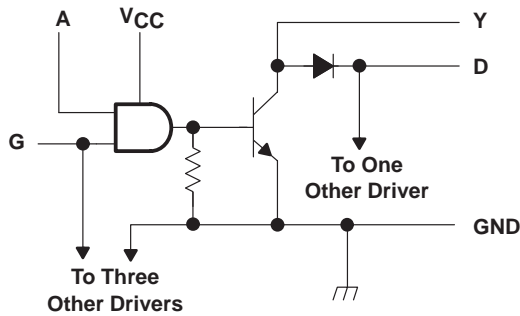 A
VCC
Y
D
G
To One
Other Driver
GND
To Three
Other Drivers